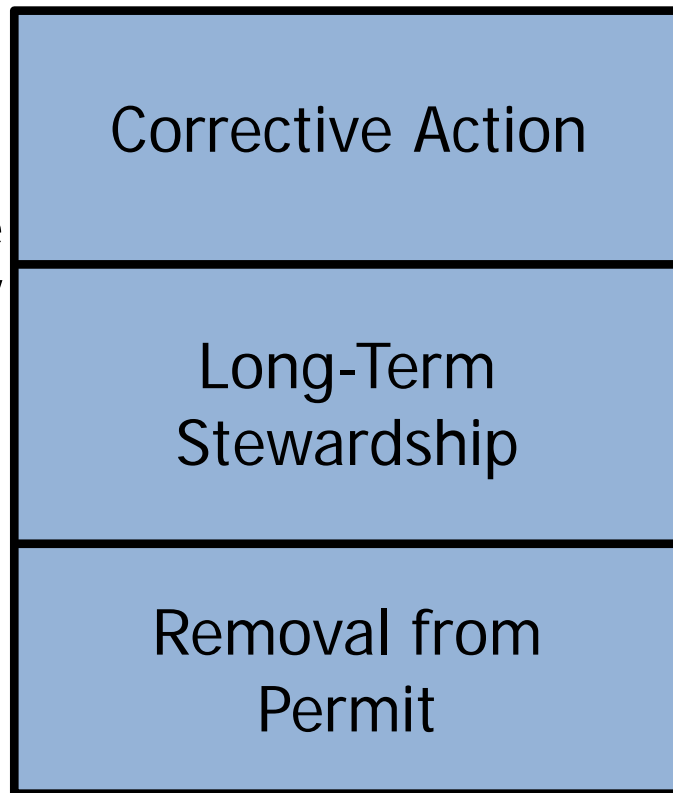 Corrective Action
Long-Term
Stewardship
Removal from
Permit